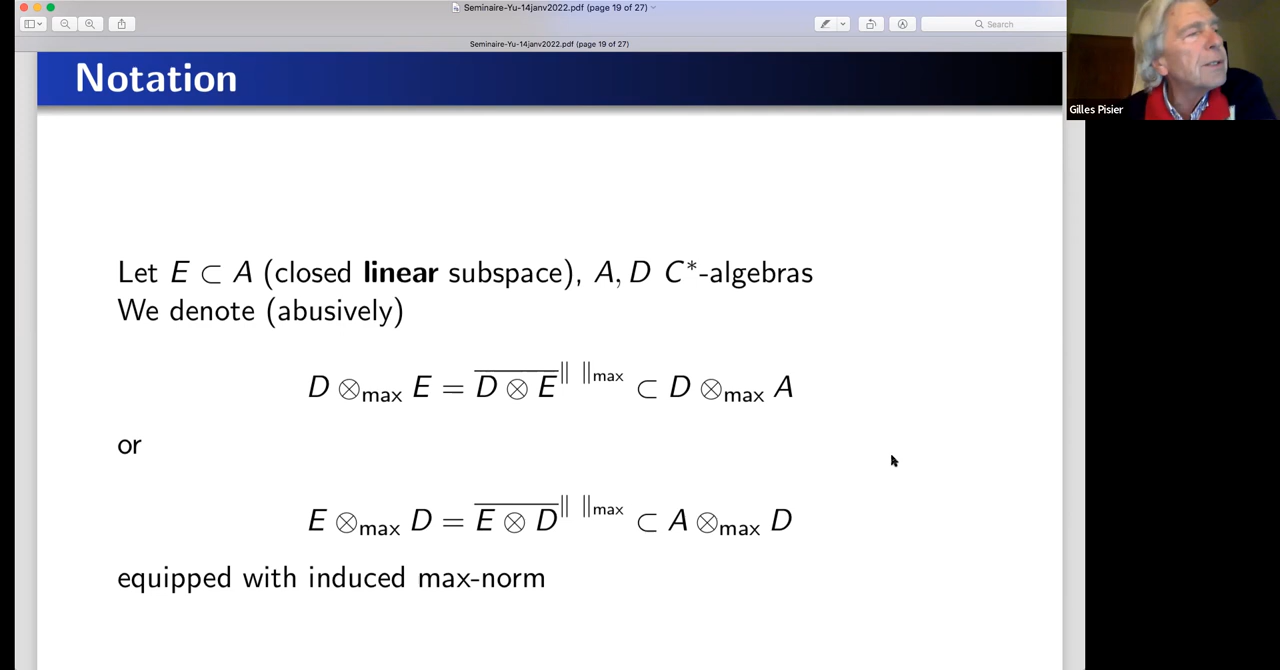 Seminaire-Yu-14janv2022.pdf (page 19 of 27)
Search
Seminaire-Yu-14janv2022.pdf (page 19 of 27)
Notation
Gilles Pisier
Let E ⊂ A (closed linear subspace), A, D C*-algebras
We denote (abusively)
D ⊗max E = \overline{D ⊗ E}^{‖ ‖max} ⊂ D ⊗max A
or
E ⊗max D = \overline{E ⊗ D}^{‖ ‖max} ⊂ A ⊗max D
equipped with induced max-norm